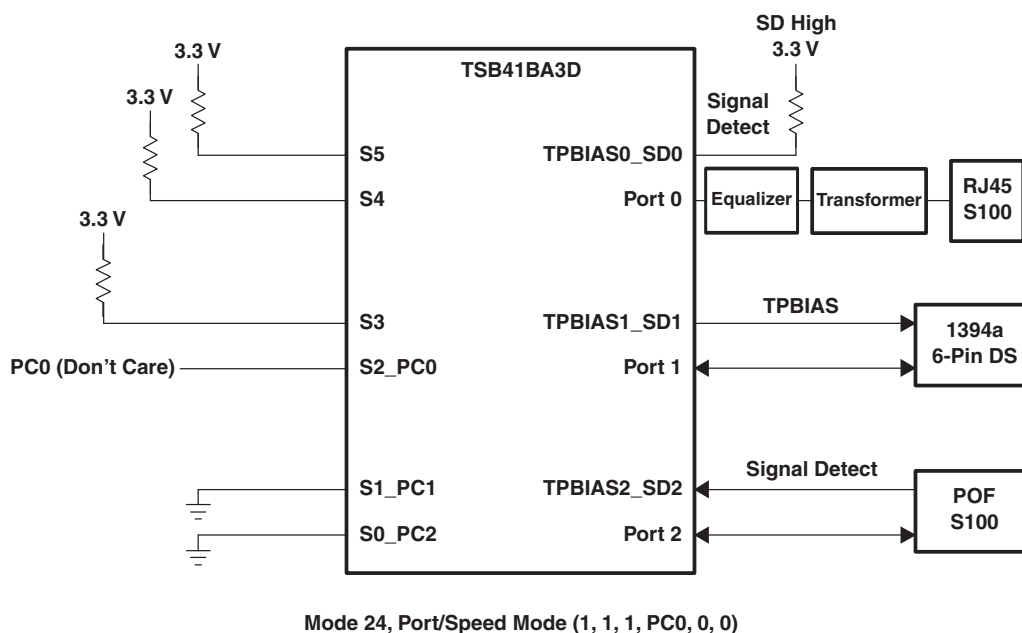 SD High
3.3 V
3.3 V
3.3 V
3.3 V
TSB41BA3D
Signal
Detect
S5
TPBIAS0_SD0
S4
Port 0
Equalizer
Transformer
RJ45
S100
S3
TPBIAS1_SD1
TPBIAS
1394a
6-Pin DS
PC0 (Don't Care)
S2_PC0
Port 1
S1_PC1
TPBIAS2_SD2
Signal Detect
POF
S100
S0_PC2
Port 2
Mode 24, Port/Speed Mode (1, 1, 1, PC0, 0, 0)